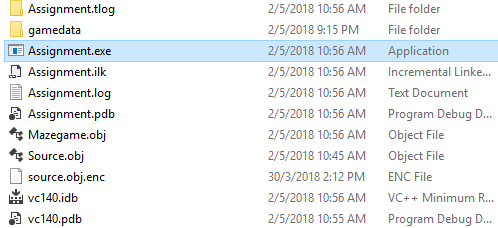 Assignment.tlog 2/5/2018 10:56 AM File folder
gamedata 2/5/2018 9:15 PM File folder
Assignment.exe 2/5/2018 10:56 AM Application
Assignment.ilk 2/5/2018 10:56 AM Incremental Linke...
Assignment.log 2/5/2018 10:56 AM Text Document
Assignment.pdb 2/5/2018 10:56 AM Program Debug D...
Mazegame.obj 2/5/2018 10:56 AM Object File
Source.obj 2/5/2018 10:45 AM Object File
source.obj.enc 30/3/2018 2:12 PM ENC File
vc140.idb 2/5/2018 10:56 AM VC++ Minimum R...
vc140.pdb 2/5/2018 10:56 AM Program Debug D...